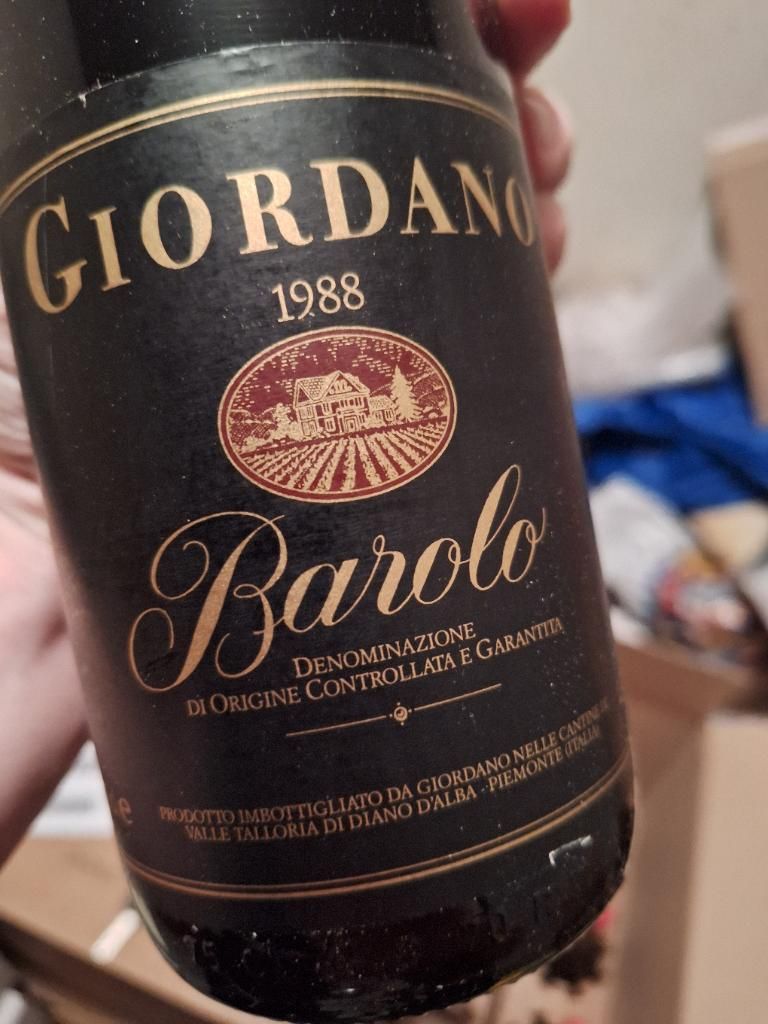 GIORDANO
1988
Barolo
DENOMINAZIONE
DI ORIGINE CONTROLLATA E GARANTITA
PRODOTTO IMBOTTIGLIATO DA GIORDANO NELLE CANTINE DI
VALLE TALLORIA DI DIANO D'ALBA - PIEMONTE (ITALIA)
e